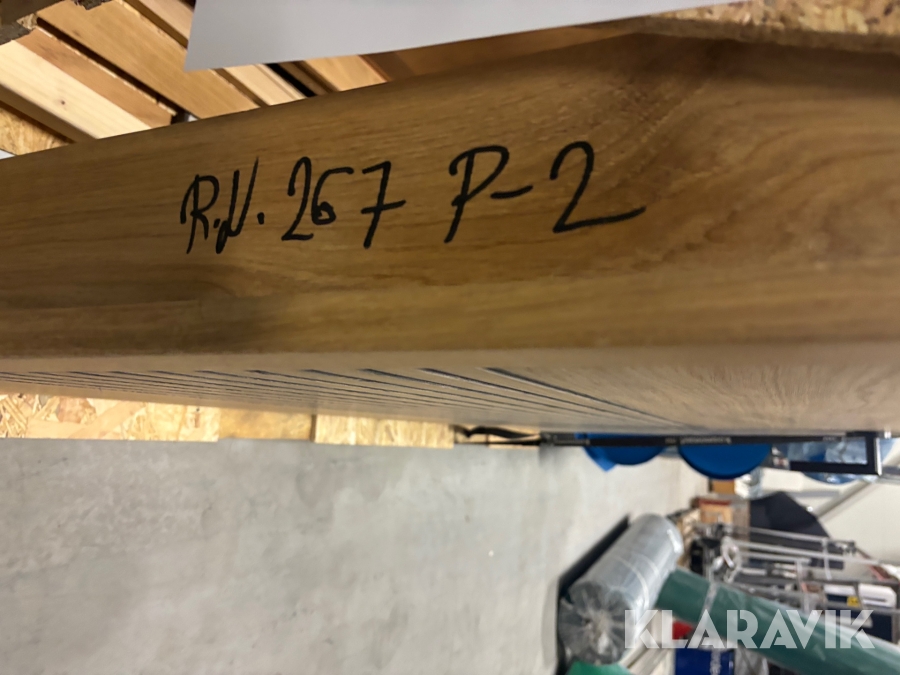 R.N. 267 P-2
KLARAVIK